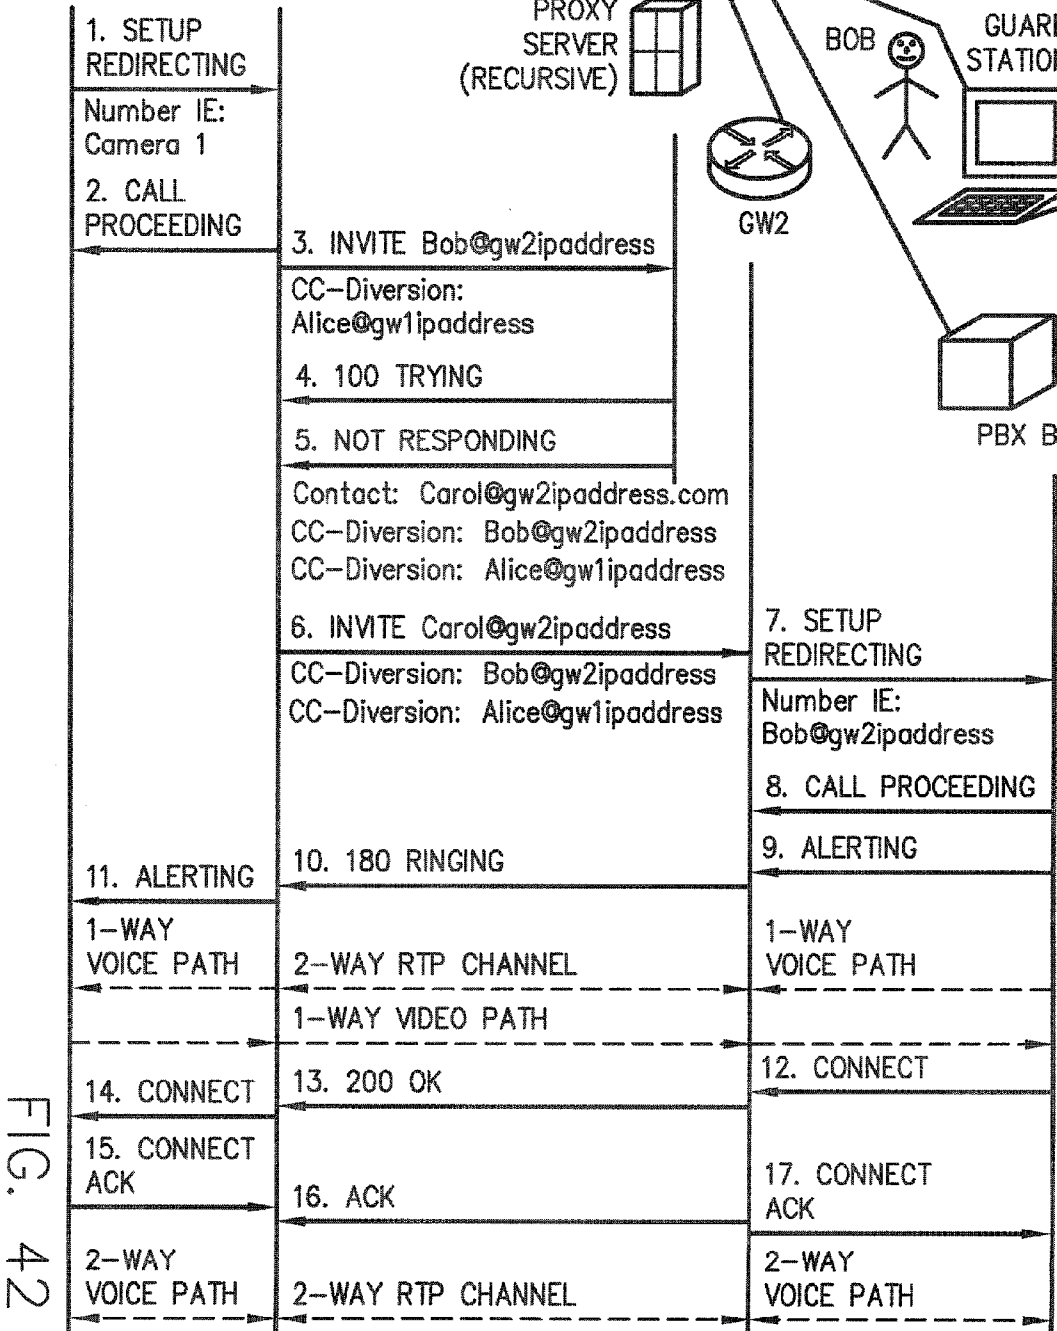 PROXY
SERVER
(RECURSIVE)
BOB
GUARD
STATION
GW2
PBX B
1. SETUP
REDIRECTING
Number IE:
Camera 1
2. CALL
PROCEEDING
3. INVITE Bob@gw2ipaddress
CC-Diversion:
Alice@gw1ipaddress
4. 100 TRYING
5. NOT RESPONDING
Contact: Carol@gw2ipaddress.com
CC-Diversion: Bob@gw2ipaddress
CC-Diversion: Alice@gw1ipaddress
6. INVITE Carol@gw2ipaddress
CC-Diversion: Bob@gw2ipaddress
CC-Diversion: Alice@gw1ipaddress
7. SETUP
REDIRECTING
Number IE:
Bob@gw2ipaddress
8. CALL PROCEEDING
9. ALERTING
10. 180 RINGING
11. ALERTING
1-WAY
VOICE PATH
2-WAY RTP CHANNEL
1-WAY
VOICE PATH
1-WAY VIDEO PATH
12. CONNECT
13. 200 OK
14. CONNECT
15. CONNECT
ACK
16. ACK
17. CONNECT
ACK
2-WAY
VOICE PATH
2-WAY RTP CHANNEL
2-WAY
VOICE PATH
FIG. 42